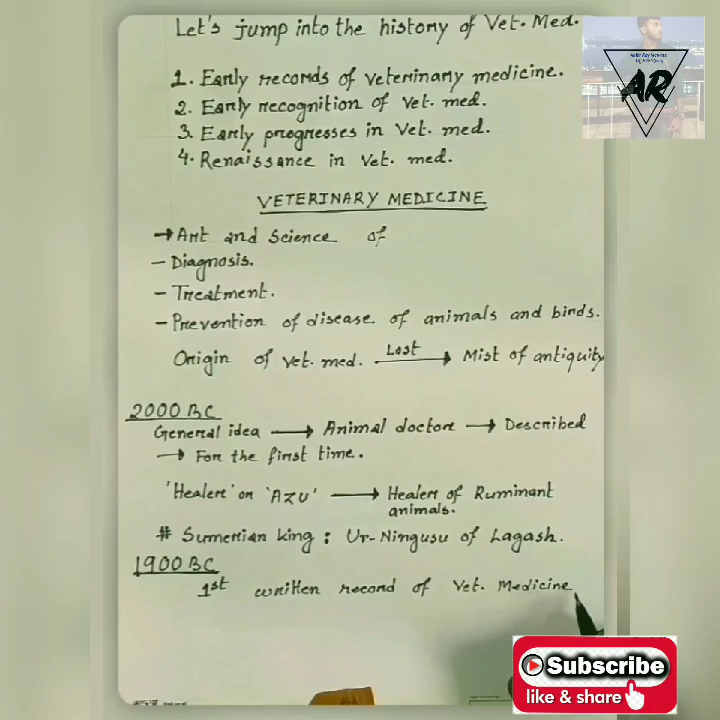 Let's jump into the history of Vet. Med.
1. Early records of veterinary medicine.
2. Early recognition of Vet. med.
3. Early progresses in Vet. med.
4. Renaissance in Vet. med.
VETERINARY MEDICINE
→ Art and Science of
- Diagnosis.
- Treatment.
- Prevention of disease of animals and birds.
Origin of Vet. med. Lost → Mist of antiquity
2000 BC
General idea → Animal doctor → Described
→ For the first time.
'Healer' or 'AZU' → Healer of Ruminant
animals.
# Sumerian king : Ur-Ningusu of Lagash.
1900 BC
1st written record of Vet. Medicine
AR
Subscribe
like & share